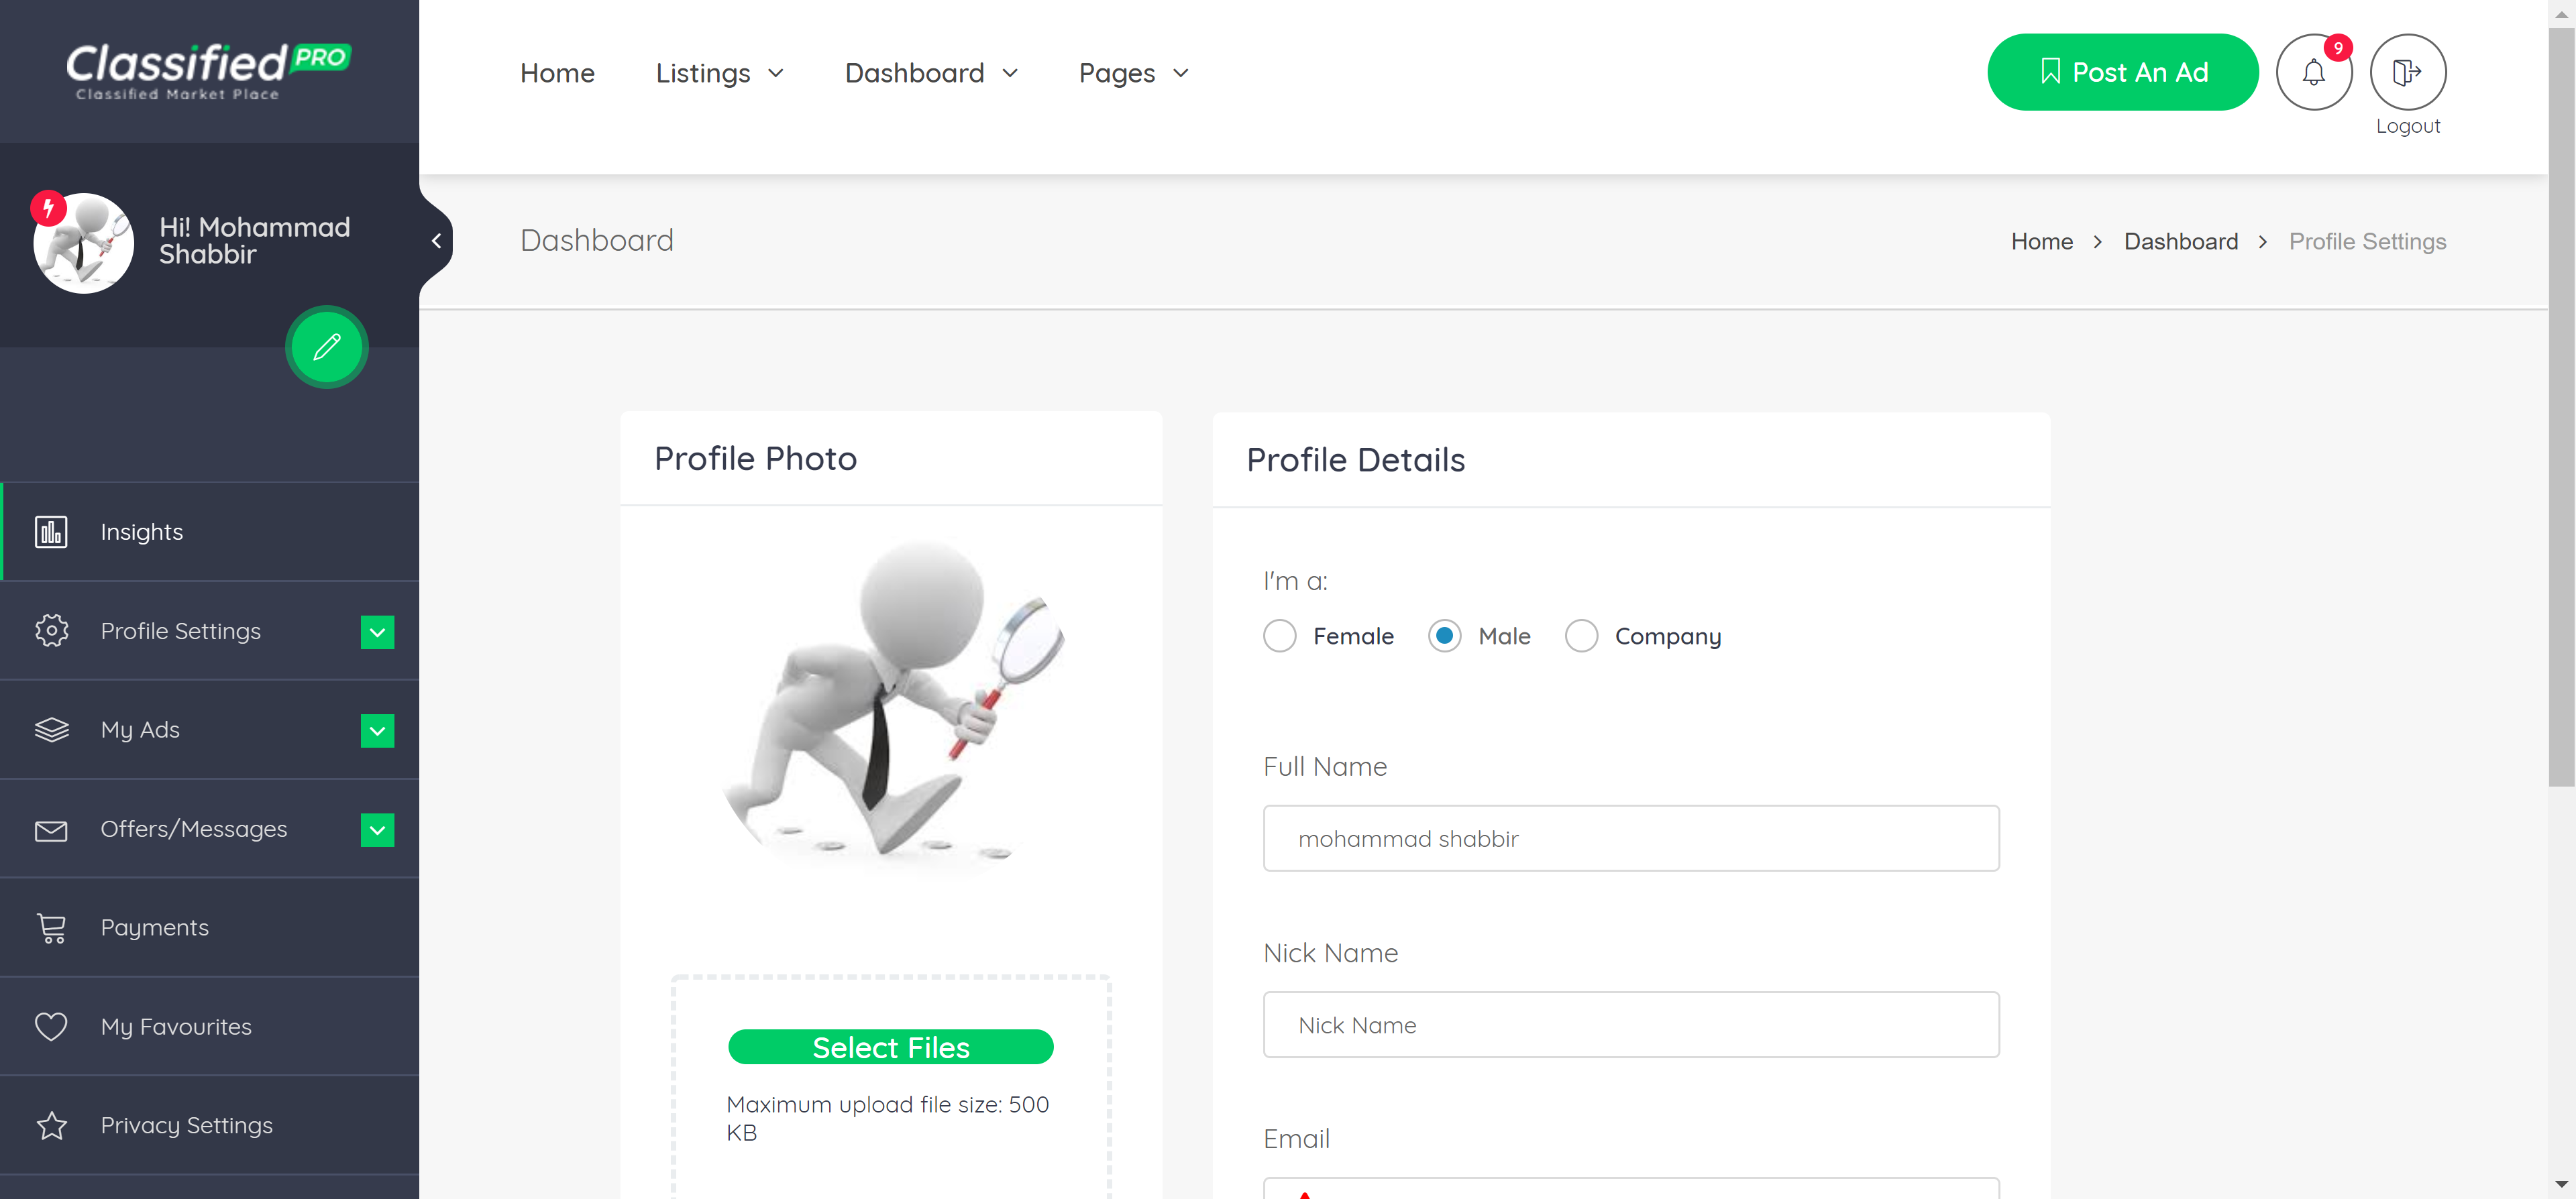 Classified PRO
Classified Market Place
Home
Listings
Dashboard
Pages
Post An Ad
9
Logout
Hi! Mohammad
Shabbir
Dashboard
Home > Dashboard > Profile Settings
Insights
Profile Settings
My Ads
Offers/Messages
Payments
My Favourites
Privacy Settings
Profile Photo
Select Files
Maximum upload file size: 500
KB
Profile Details
I'm a:
Female
Male
Company
Full Name
mohammad shabbir
Nick Name
Nick Name
Email